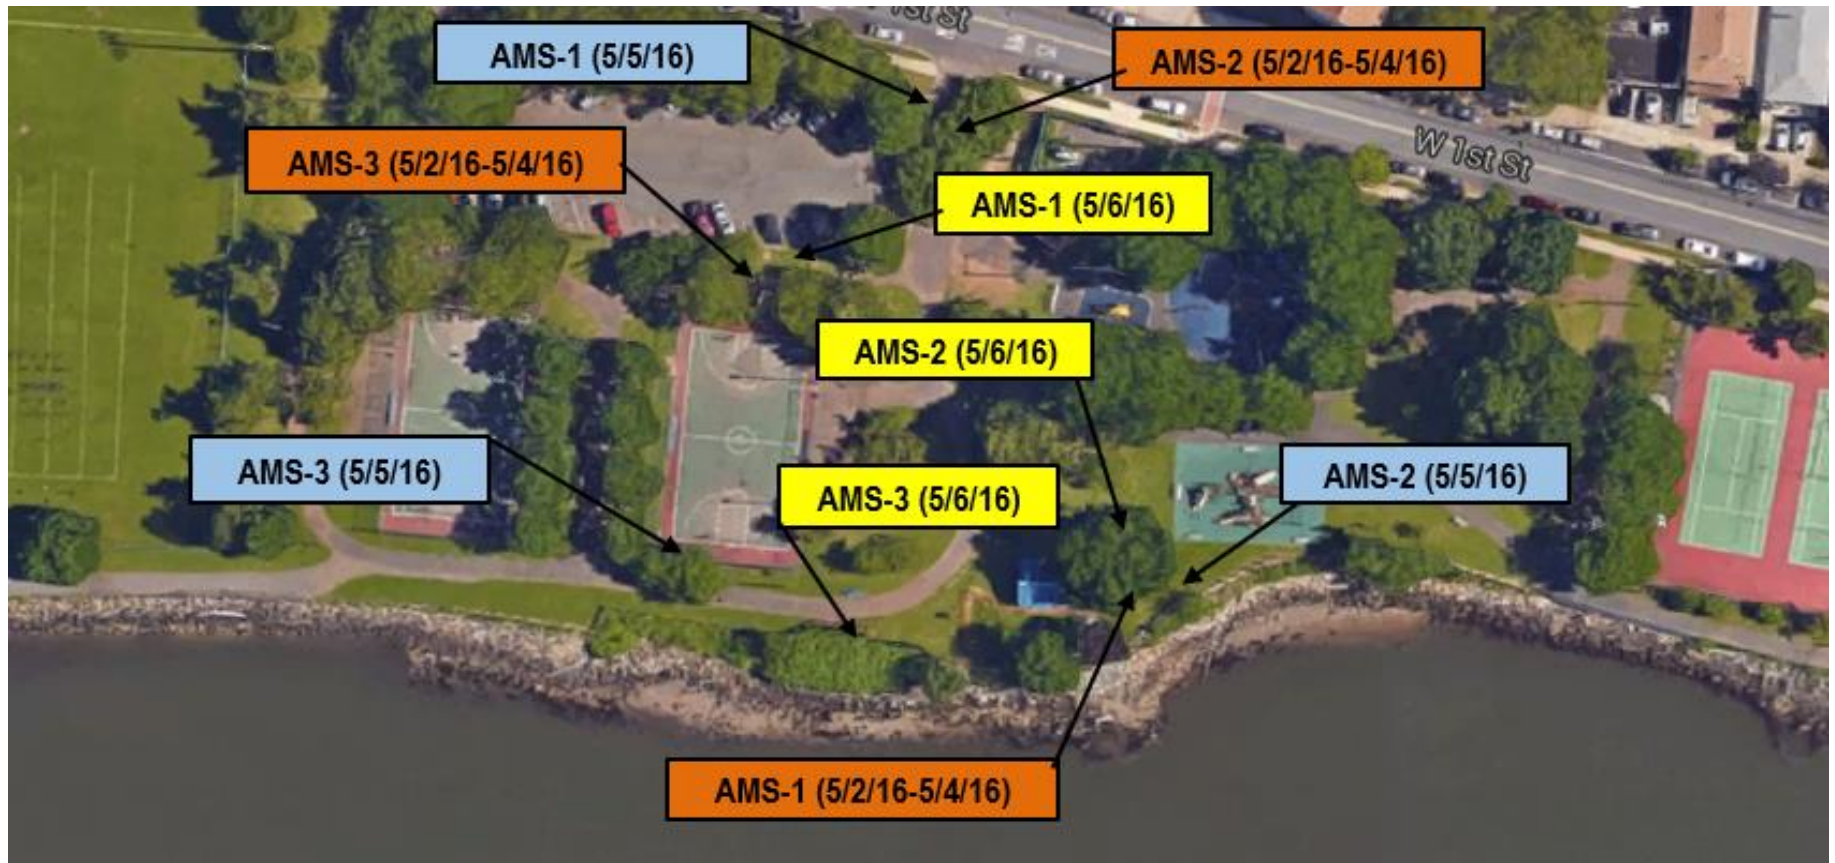 1st St
AMS-1 (5/5/16)
AMS-2 (5/2/16-5/4/16)
W 1st St
AMS-3 (5/2/16-5/4/16)
AMS-1 (5/6/16)
AMS-2 (5/6/16)
AMS-3 (5/5/16)
AMS-2 (5/5/16)
AMS-3 (5/6/16)
AMS-1 (5/2/16-5/4/16)